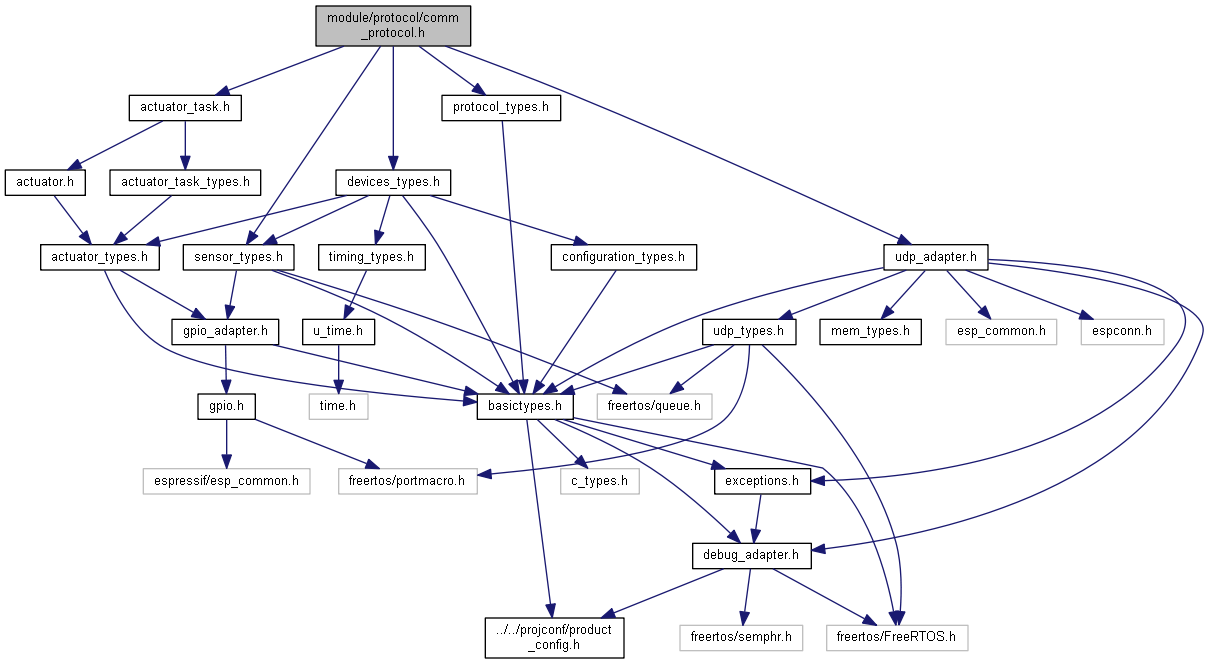 module/protocol/comm
_protocol.h
actuator_task.h
protocol_types.h
actuator.h
actuator_task_types.h
devices_types.h
actuator_types.h
sensor_types.h
timing_types.h
configuration_types.h
udp_adapter.h
gpio_adapter.h
u_time.h
udp_types.h
mem_types.h
esp_common.h
espconn.h
gpio.h
time.h
basictypes.h
freertos/queue.h
espressif/esp_common.h
freertos/portmacro.h
c_types.h
exceptions.h
debug_adapter.h
../../projconf/product
_config.h
freertos/semphr.h
freertos/FreeRTOS.h